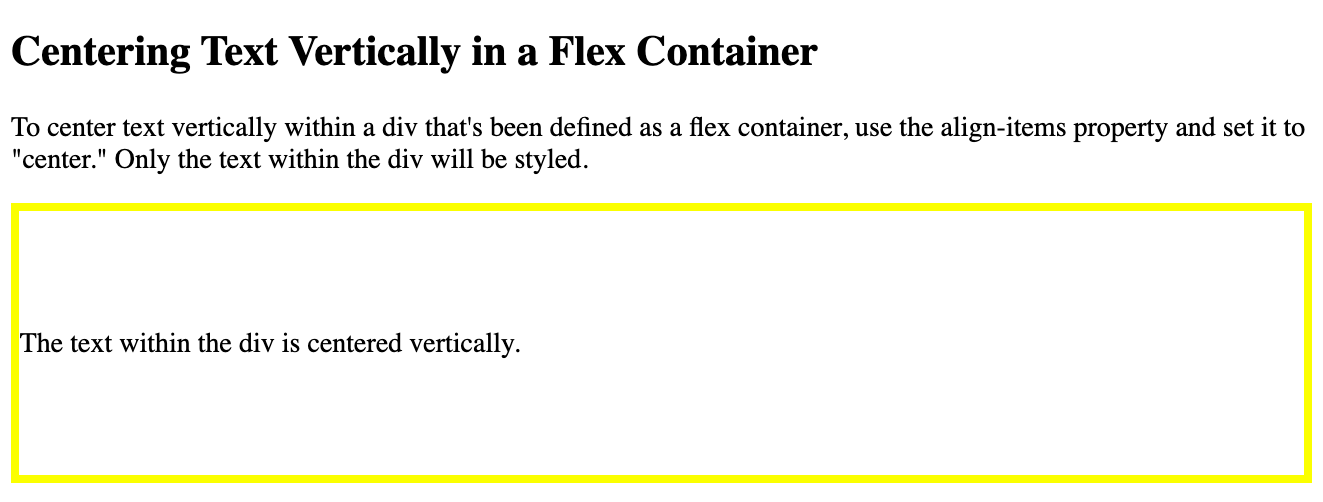 Centering Text Vertically in a Flex Container
To center text vertically within a div that's been defined as a flex container, use the align-items property and set it to
"center." Only the text within the div will be styled.
The text within the div is centered vertically.